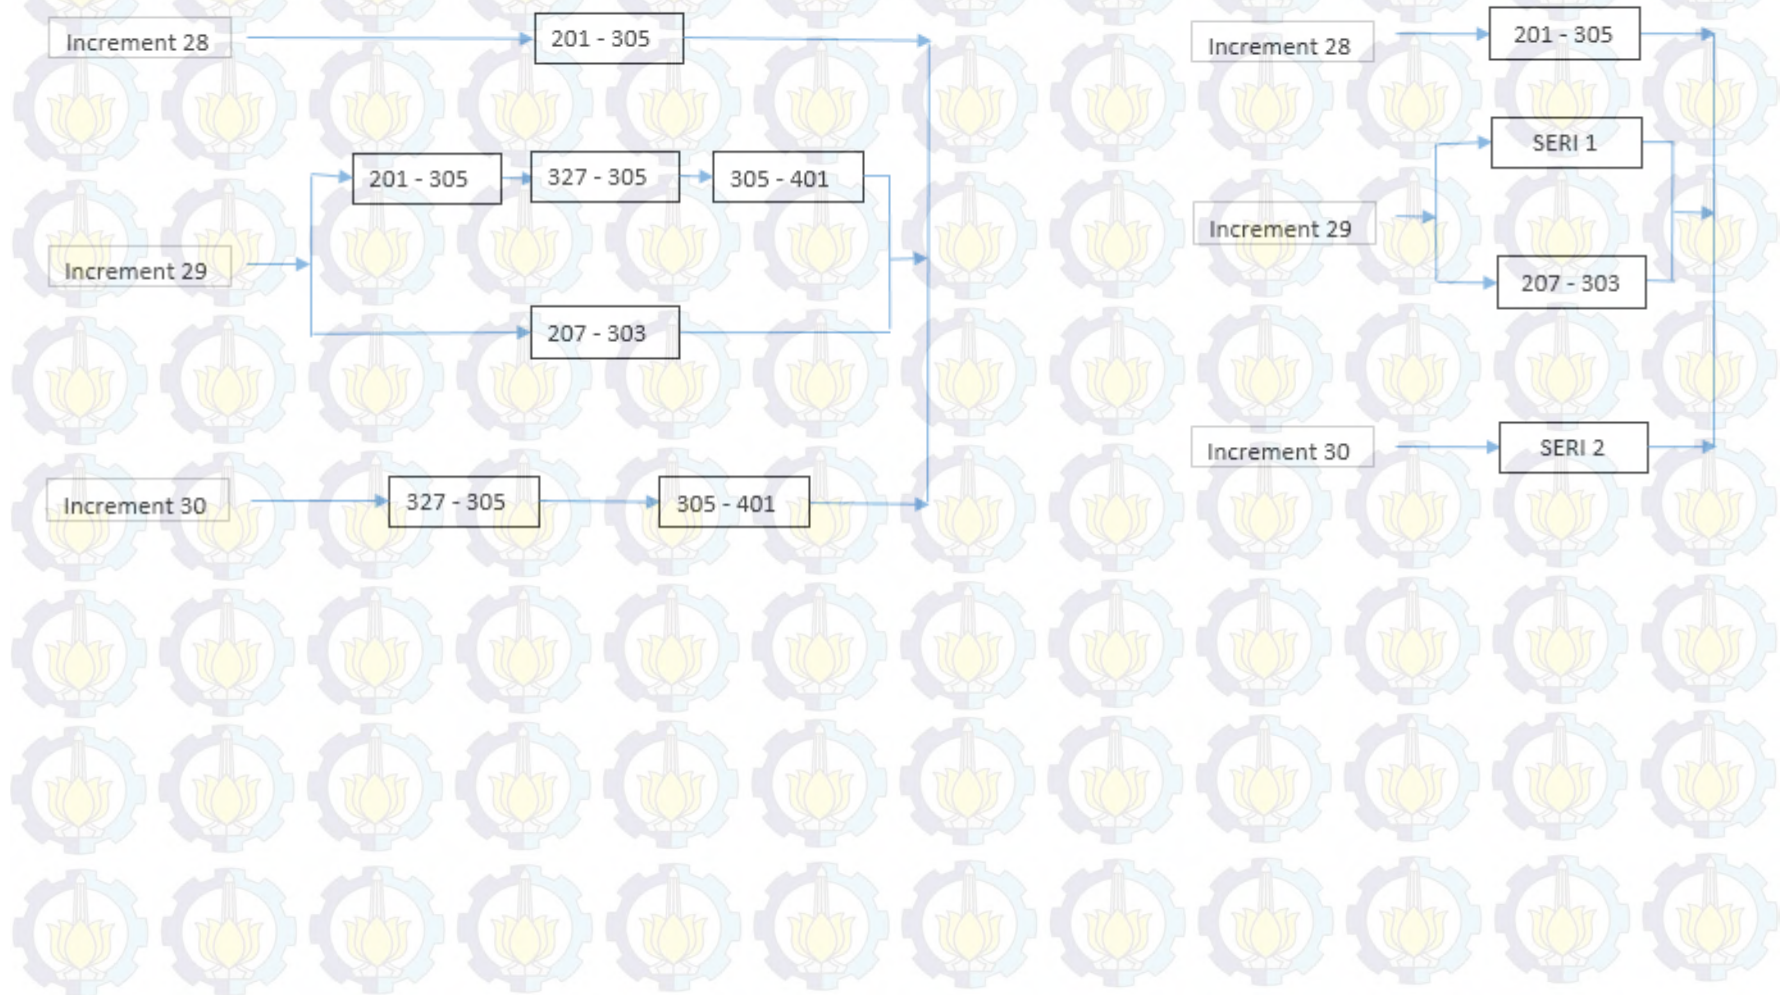 Increment 28
201 - 305
201 - 305
327 - 305
305 - 401
Increment 29
207 - 303
Increment 30
327 - 305
305 - 401
Increment 28
201 - 305
SERI 1
Increment 29
207 - 303
Increment 30
SERI 2